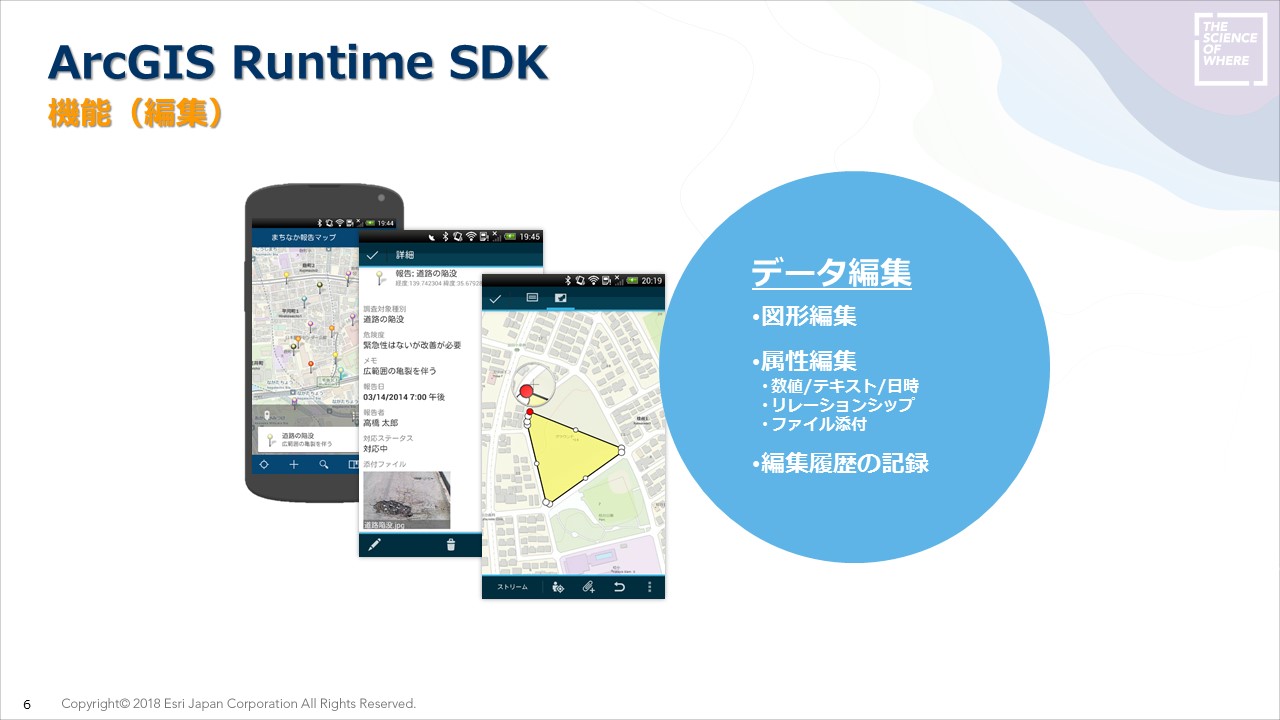 ArcGIS Runtime SDK
機能（編集）
THE
SCIENCE
OF
WHERE
19:44
まちなか報告マップ
道路の陥没
広範囲の亀裂を伴う
19:45
詳細
報告; 道路の陥没
経度:139.742304 緯度:35.67928
調査対象種別
道路の陥没
危険度
緊急性はないが改善が必要
メモ
広範囲の亀裂を伴う
報告日
03/14/2014 7:00 午後
報告者
高橋 太郎
対応ステータス
対応中
添付ファイル
道路陥没.jpg
20:19
ストリーム
データ編集
•図形編集
•属性編集
•数値/テキスト/日時
•リレーションシップ
•ファイル添付
•編集履歴の記録
6 Copyright© 2018 Esri Japan Corporation All Rights Reserved.